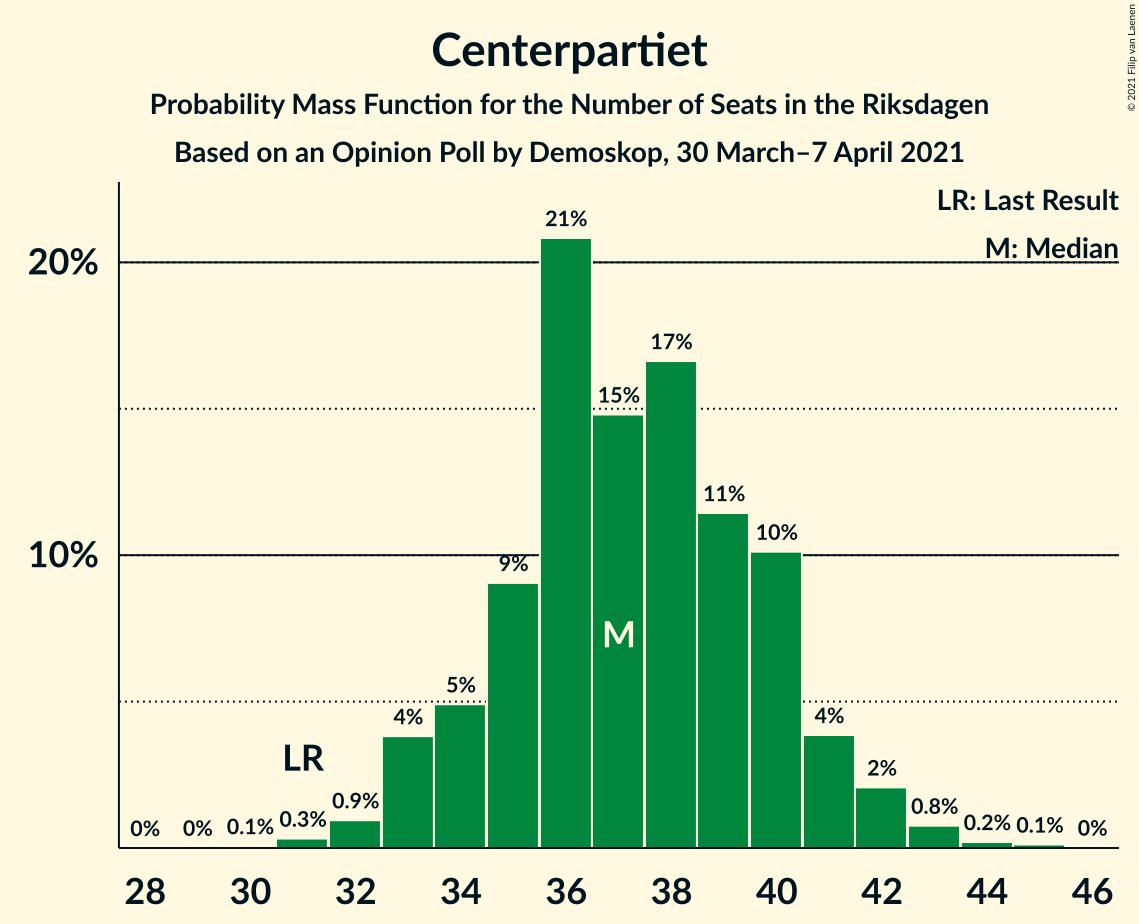 Centerpartiet
Probability Mass Function for the Number of Seats in the Riksdagen
Based on an Opinion Poll by Demoskop, 30 March–7 April 2021
© 2021 Filip van Laenen
LR: Last Result
M: Median
20%
10%
0%
0%
0.1%
0.3%
LR
0.9%
4%
5%
9%
21%
15%
M
17%
11%
10%
4%
2%
0.8%
0.2%
0.1%
0%
28 30 32 34 36 38 40 42 44 46